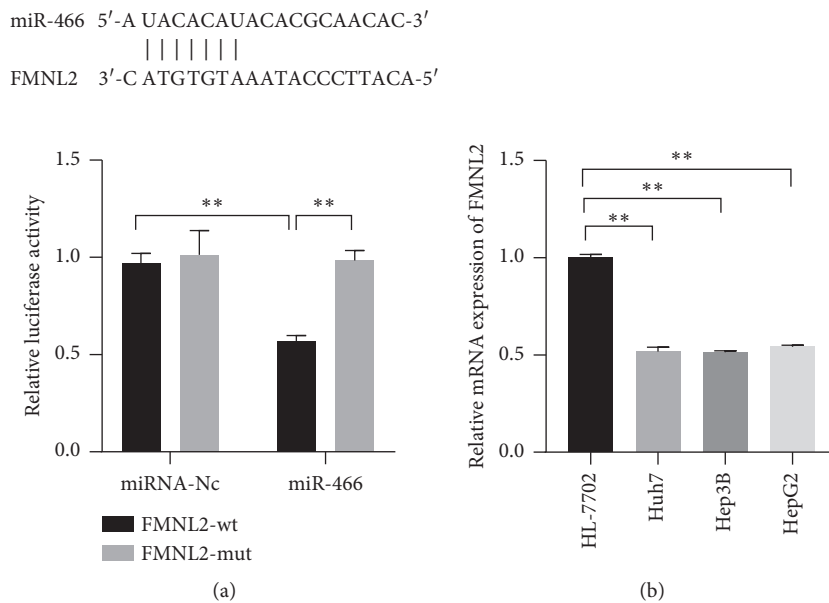 miR-466 5′-A UACACAUACACGCAACAC-3′
| | | | | | |
FMNL2 3′-C ATGTGTAAATACCCTTACA-5′
Relative luciferase activity
1.5
1.0
0.5
0.0
**
**
miRNA-Nc
miR-466
FMNL2-wt
FMNL2-mut
(a)
Relative mRNA expression of FMNL2
1.5
1.0
0.5
0.0
**
**
**
HL-7702
Huh7
Hep3B
HepG2
(b)